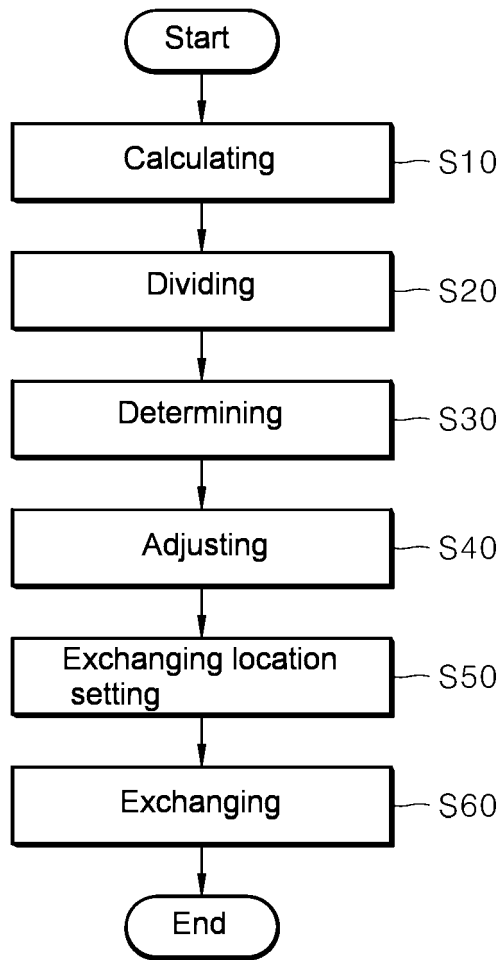 Start
Calculating
S10
Dividing
S20
Determining
S30
Adjusting
S40
Exchanging location
setting
S50
Exchanging
S60
End